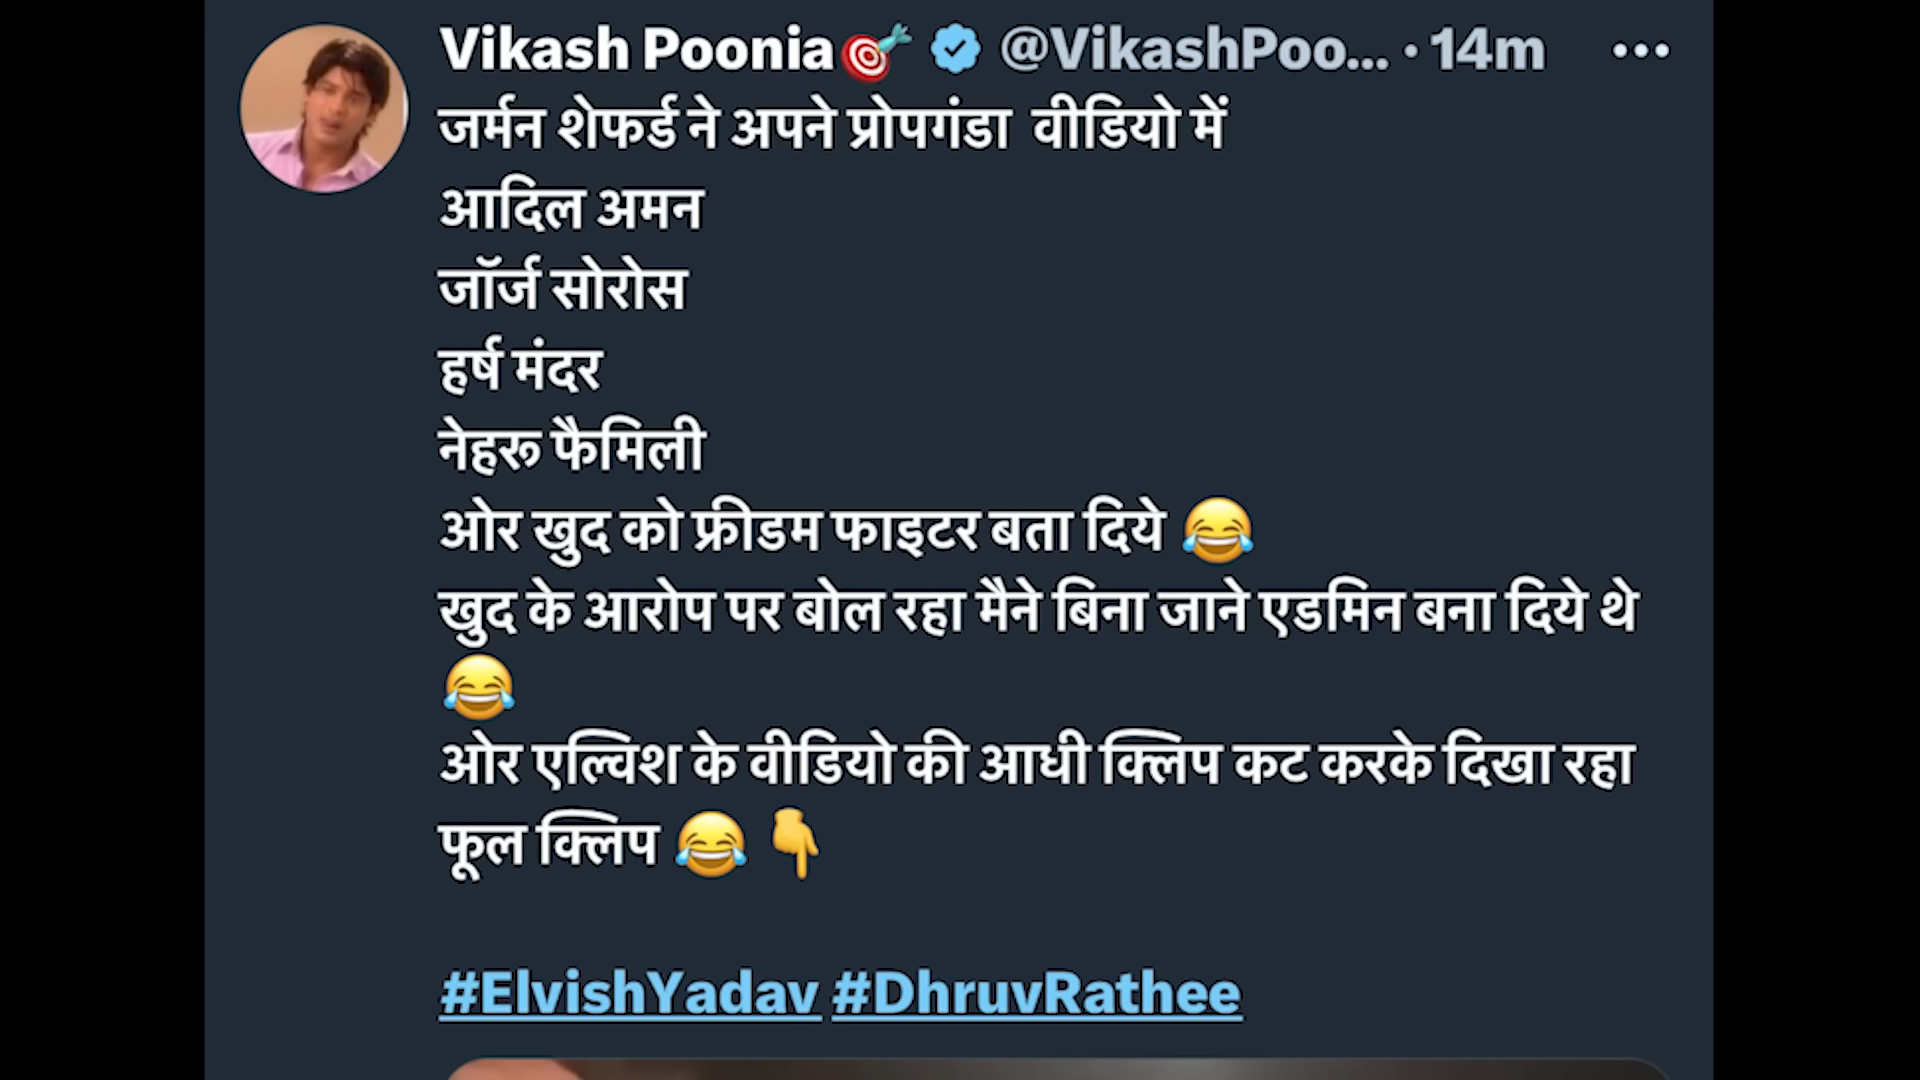 Vikash Poonia🎯 @VikashPoo... · 14m
जर्मन शेफर्ड ने अपने प्रोपगंडा वीडियो में
आदिल अमन
जॉर्ज सोरोस
हर्ष मंदर
नेहरू फैमिली
ओर खुद को फ्रीडम फाइटर बता दिये 😂
खुद के आरोप पर बोल रहा मैने बिना जाने एडमिन बना दिये थे
😂
ओर एल्विश के वीडियो की आधी क्लिप कट करके दिखा रहा
फूल क्लिप 😂 👇
#ElvishYadav #DhruvRathee